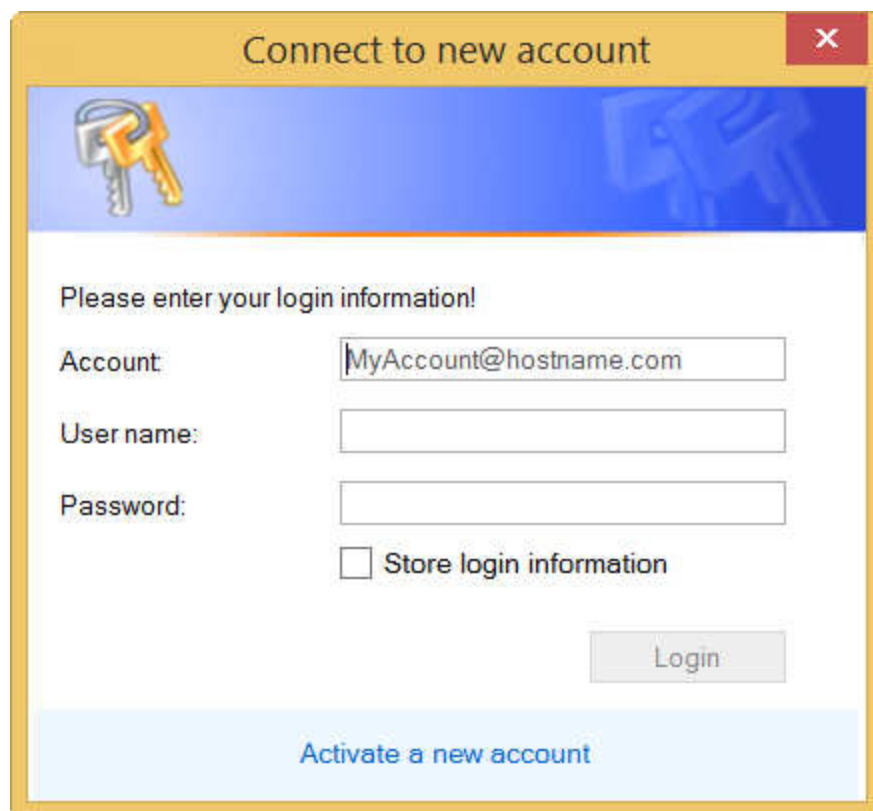 Connect to new account
Please enter your login information!
Account:
MyAccount@hostname.com
User name:
Password:
Store login information
Login
Activate a new account